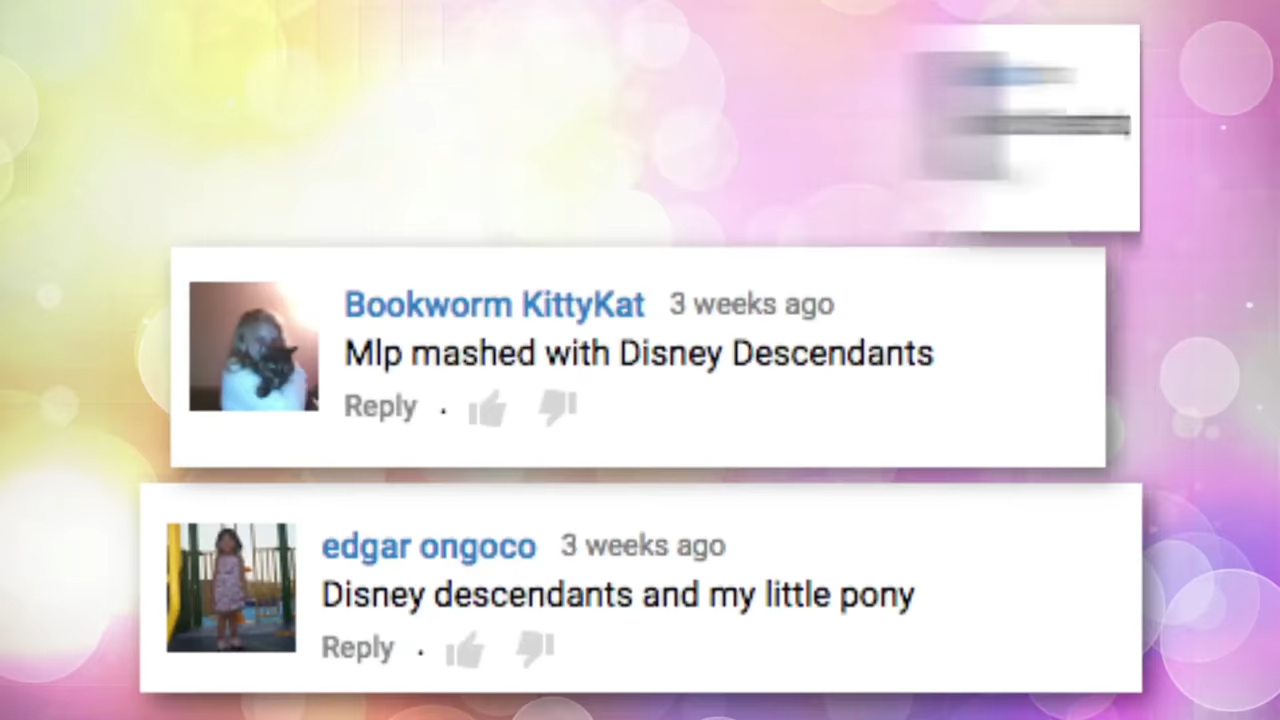 Bookworm KittyKat 3 weeks ago
Mlp mashed with Disney Descendants
Reply .
edgar ongoco 3 weeks ago
Disney descendants and my little pony
Reply .